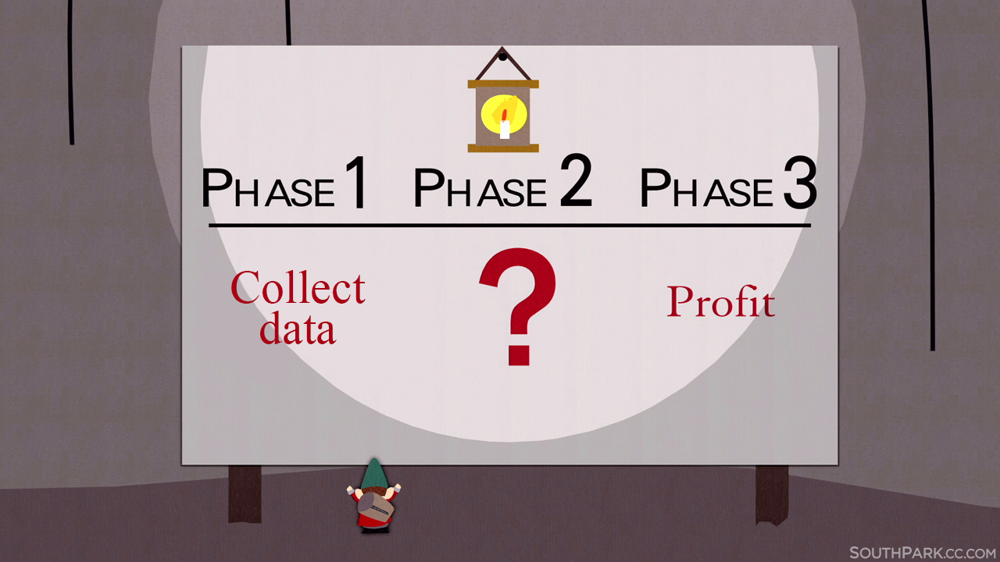 Phase 1 Phase 2 Phase 3
Collect
data
?
Profit
SouthPark.cc.com